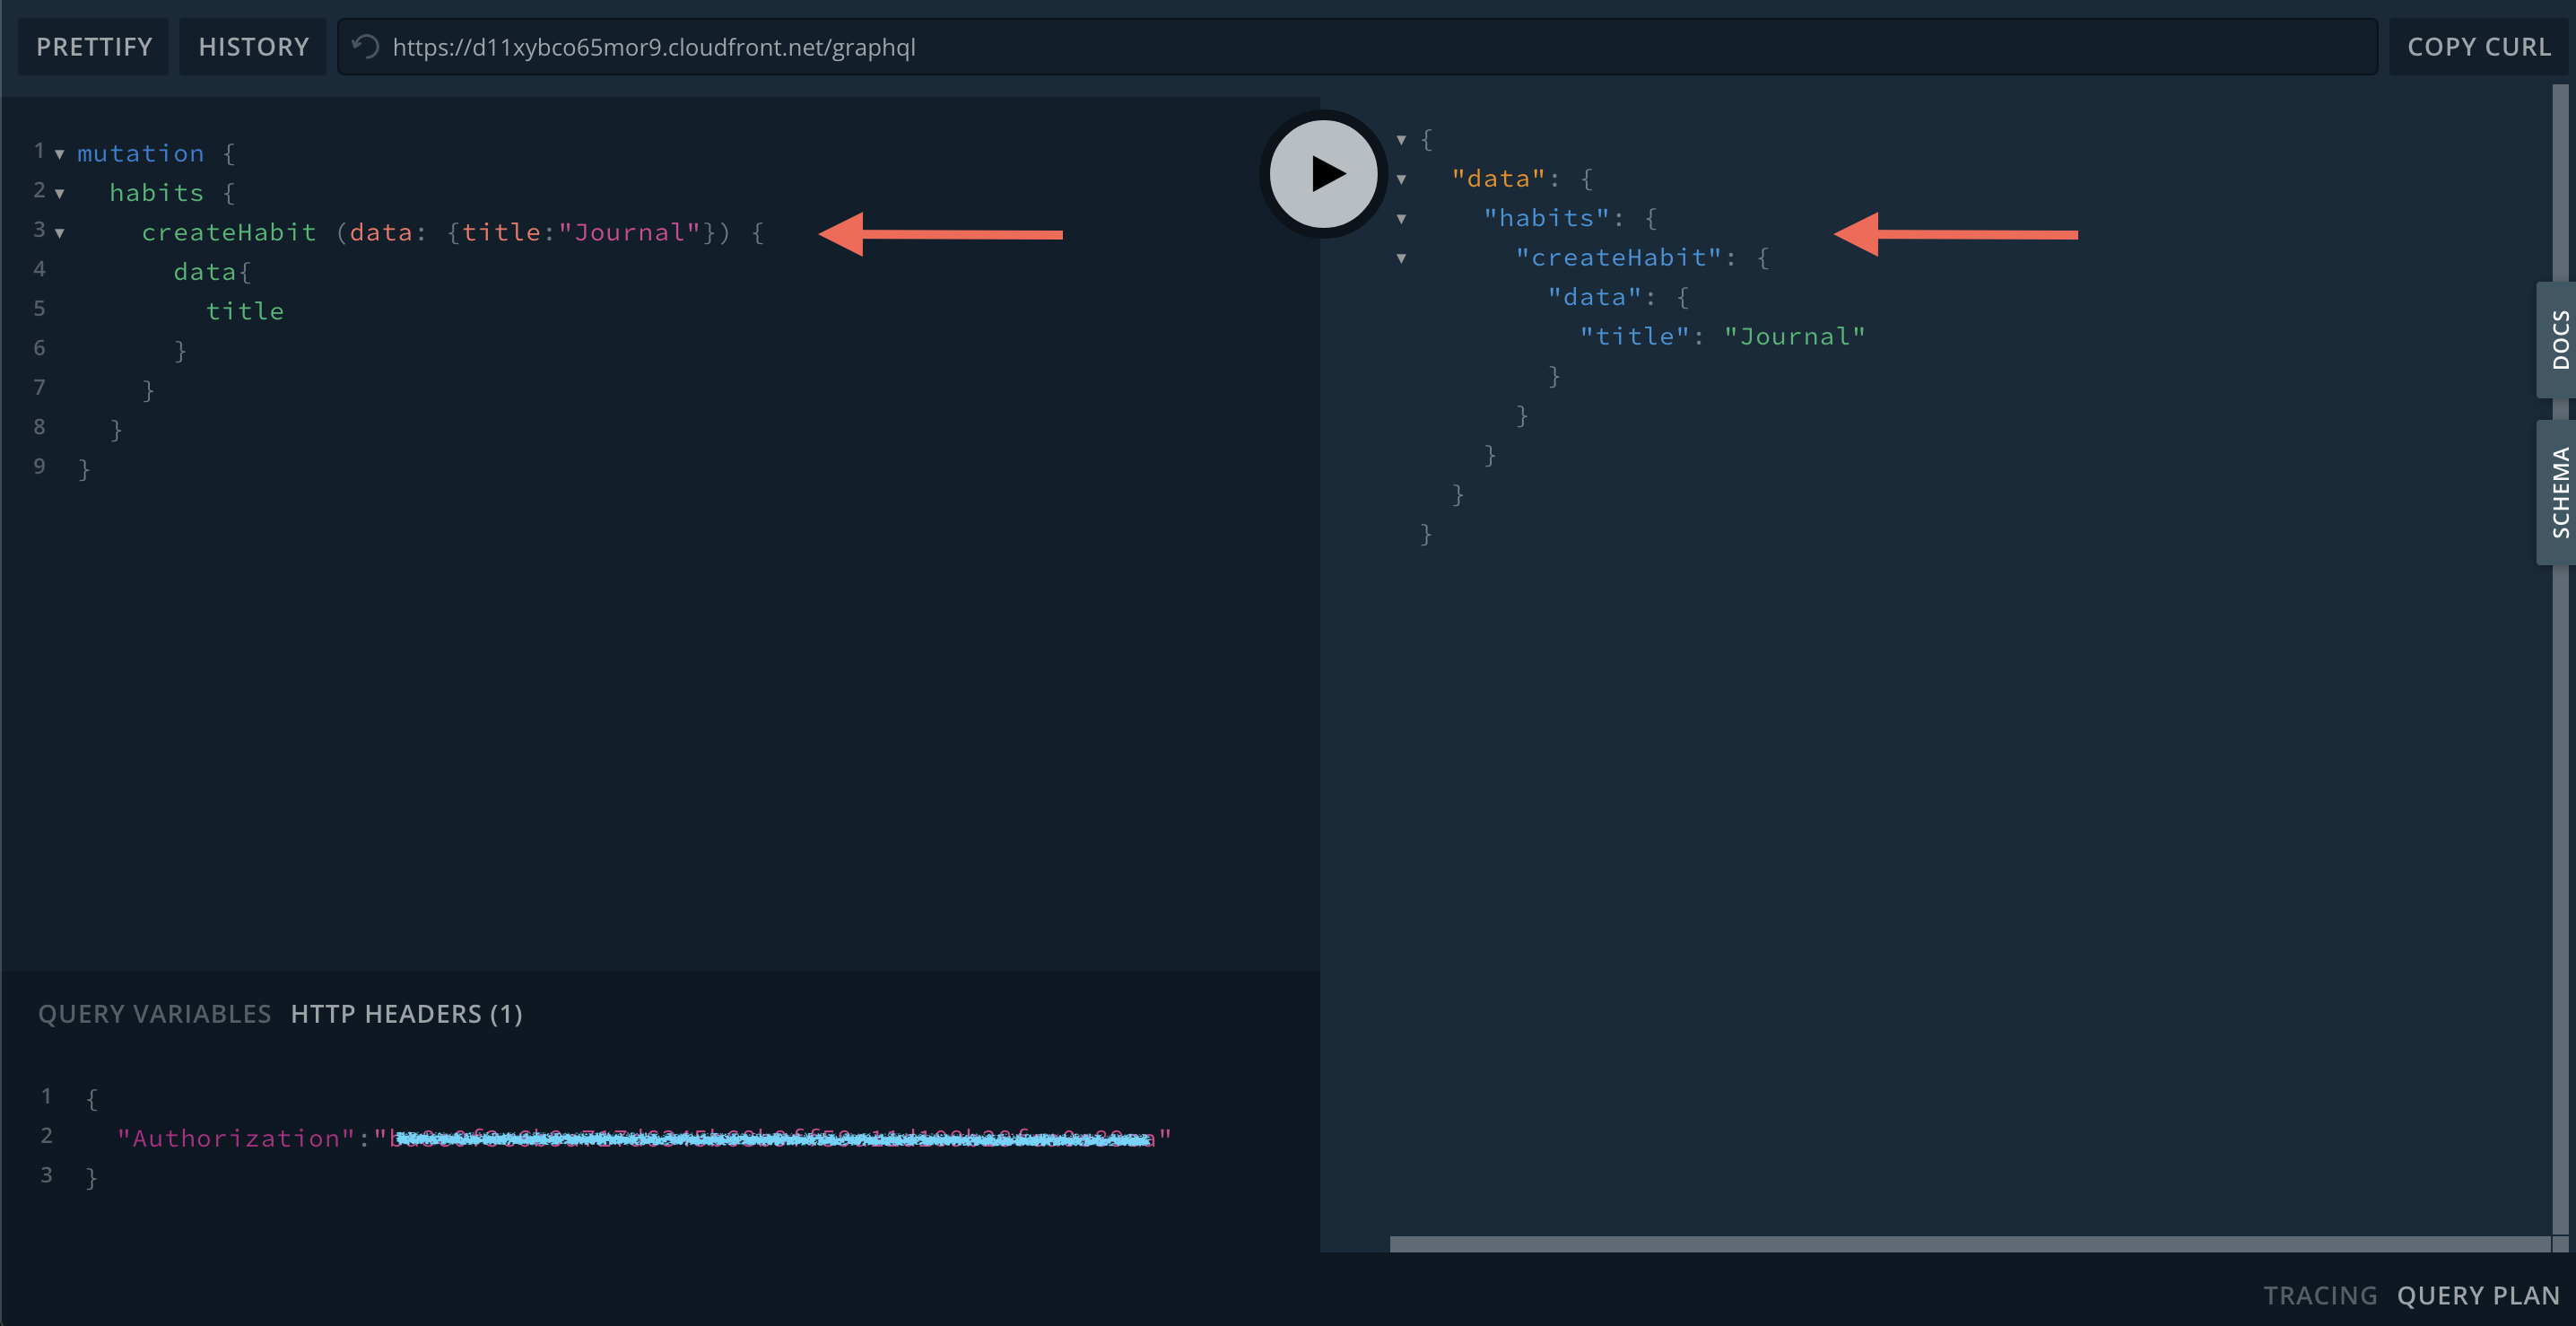 PRETTIFY HISTORY https://d11xybco65mor9.cloudfront.net/graphql COPY CURL
1 mutation {
2 habits {
3 createHabit (data: {title:"Journal"}) {
4 data{
5 title
6 }
7 }
8 }
9 }
{
"data": {
"habits": {
"createHabit": {
"data": {
"title": "Journal"
}
}
}
}
}
DOCS
SCHEMA
QUERY VARIABLES HTTP HEADERS (1)
1 {
2 "Authorization":" "
3 }
TRACING QUERY PLAN